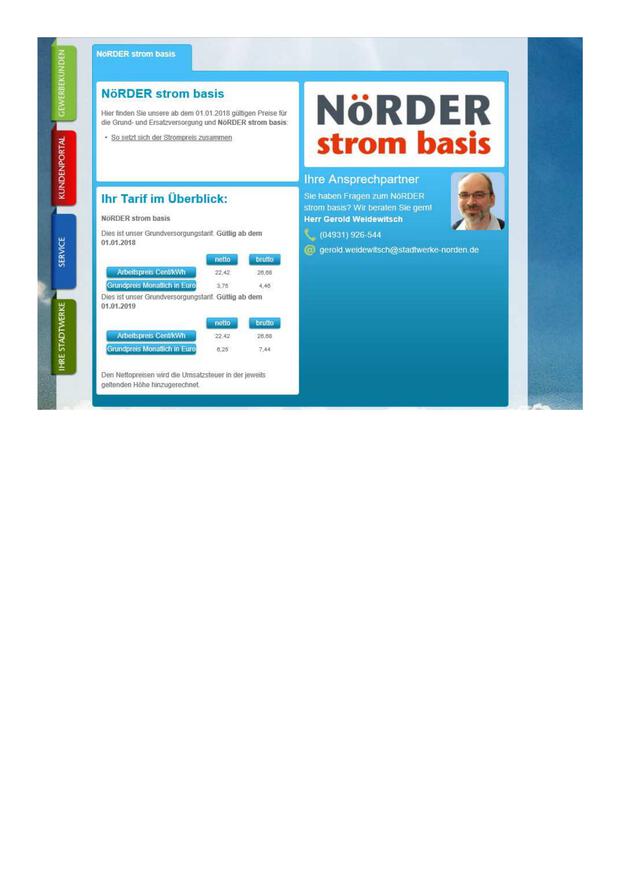 GEWERBEKUNDEN
KUNDENPORTAL
SERVICE
IHRE STADTWERKE
NöRDER strom basis
NöRDER strom basis
Hier finden Sie unsere ab dem 01.01.2018 gültigen Preise für
die Grund- und Ersatzversorgung und NöRDER strom basis:
• So setzt sich der Strompreis zusammen
Ihr Tarif im Überblick:
NöRDER strom basis
Dies ist unser Grundversorgungstarif. Gültig ab dem
01.01.2018
netto brutto
Arbeitspreis Cent/kWh 22,42 26,68
Grundpreis Monatlich in Euro 3,75 4,46
Dies ist unser Grundversorgungstarif. Gültig ab dem
01.01.2019
netto brutto
Arbeitspreis Cent/kWh 22,42 26,68
Grundpreis Monatlich in Euro 6,25 7,44
Den Nettopreisen wird die Umsatzsteuer in der jeweils
geltenden Höhe hinzugerechnet.
NöRDER
strom basis
Ihre Ansprechpartner
Sie haben Fragen zum NöRDER
strom basis? Wir beraten Sie gern!
Herr Gerold Weidewitsch
(04931) 926-544
gerold.weidewitsch@stadtwerke-norden.de